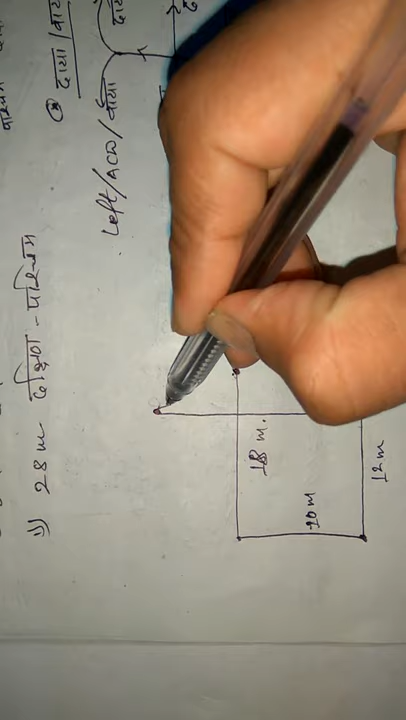 दाया/बाया
Left/ACW/बाया
ii) 28 m दक्षिण-पश्चिम
18 m.
10 m
12 m